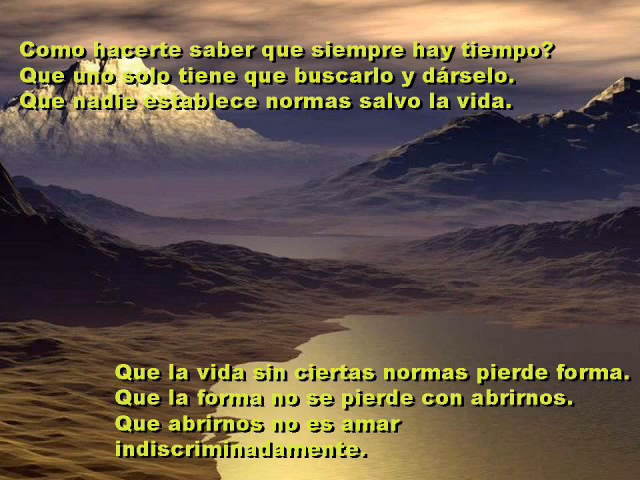 Como hacerte saber que siempre hay tiempo?
Que uno solo tiene que buscarlo y dárselo.
Que nadie establece normas salvo la vida.
Que la vida sin ciertas normas pierde forma.
Que la forma no se pierde con abrirnos.
Que abrirnos no es amar
indiscriminadamente.